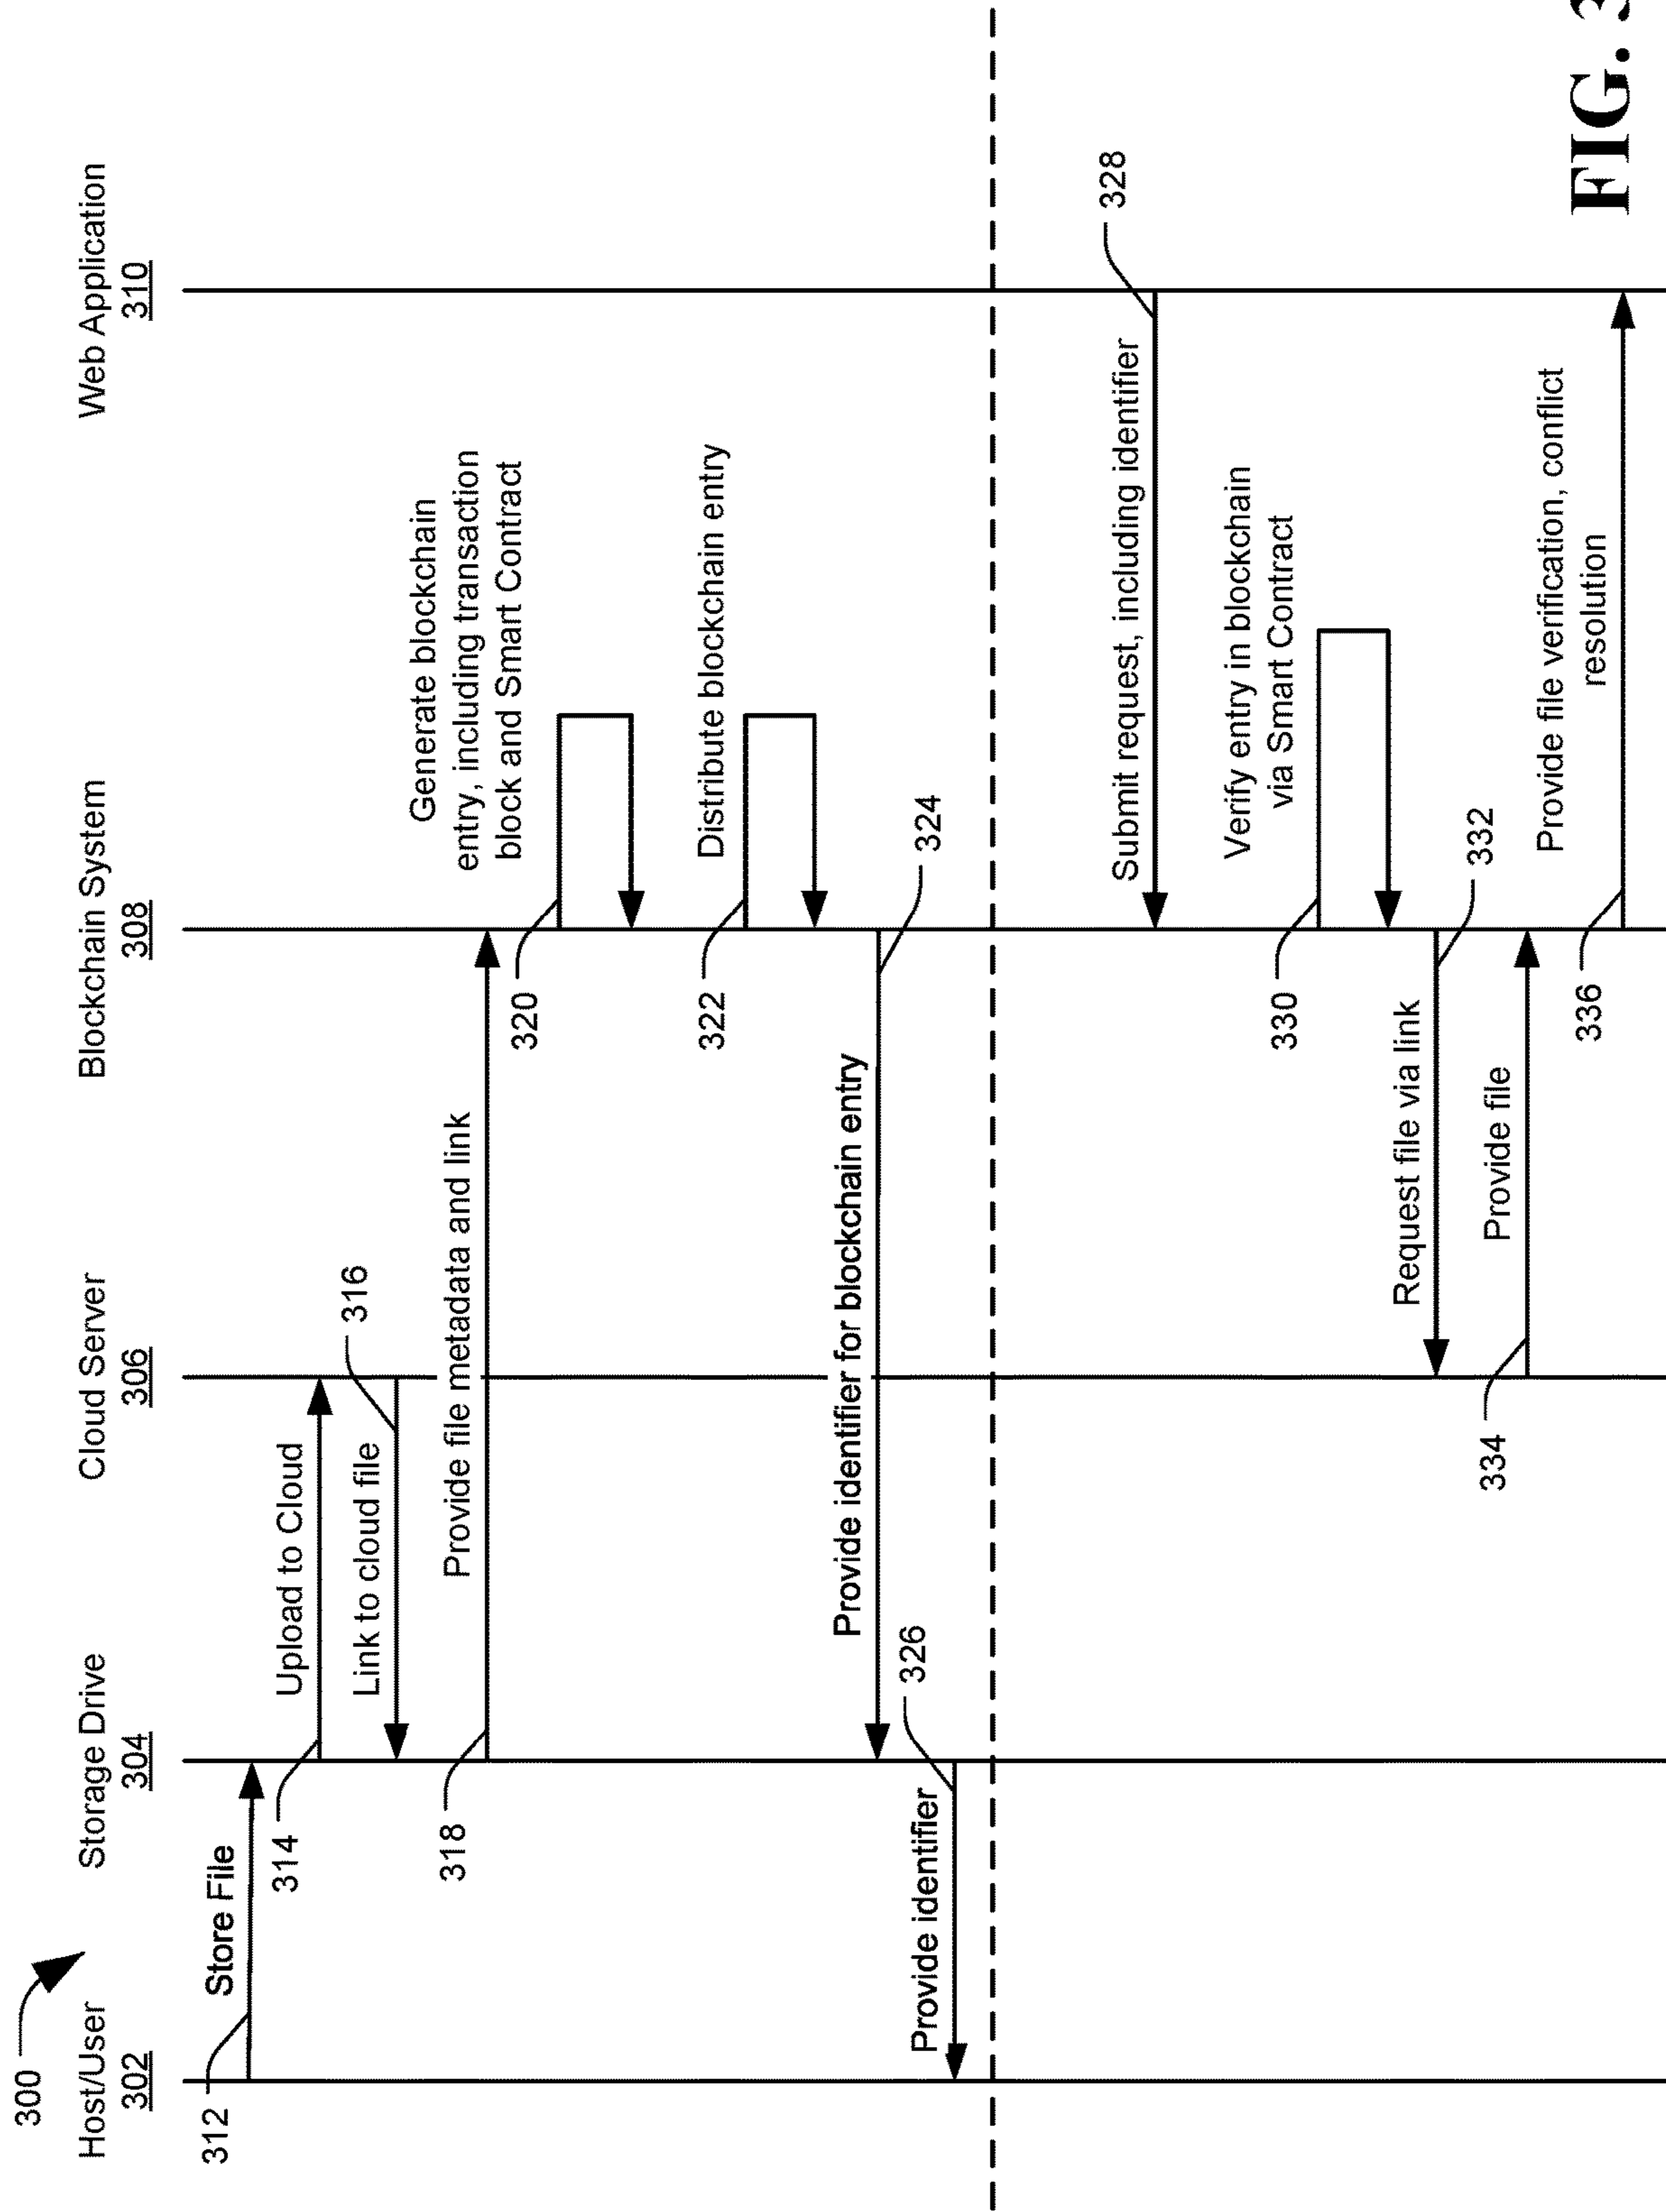 300
Host/User
302
Storage Drive
304
Cloud Server
306
Blockchain System
308
Web Application
310
312
Store File
314
Upload to Cloud
Link to cloud file
316
318
Provide file metadata and link
Generate blockchain
entry, including transaction
block and Smart Contract
320
Distribute blockchain entry
322
324
Provide identifier for blockchain entry
326
Provide identifier
328
Submit request, including identifier
Verify entry in blockchain
via Smart Contract
330
332
Request file via link
334
Provide file
336
Provide file verification, conflict
resolution
FIG. 3